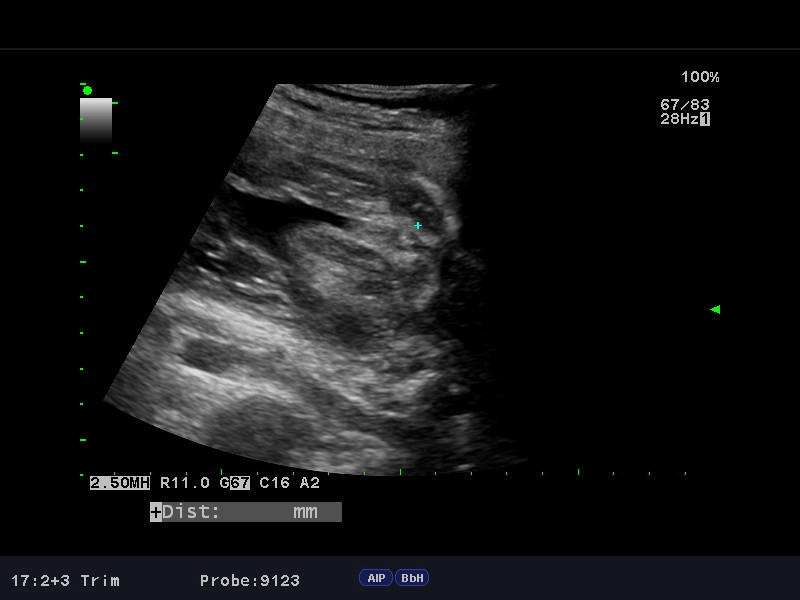 100%
67/83
28Hz1
2.50MH R11.0 G67 C16 A2
+Dist: mm
17:2+3 Trim Probe:9123 AIP BbH